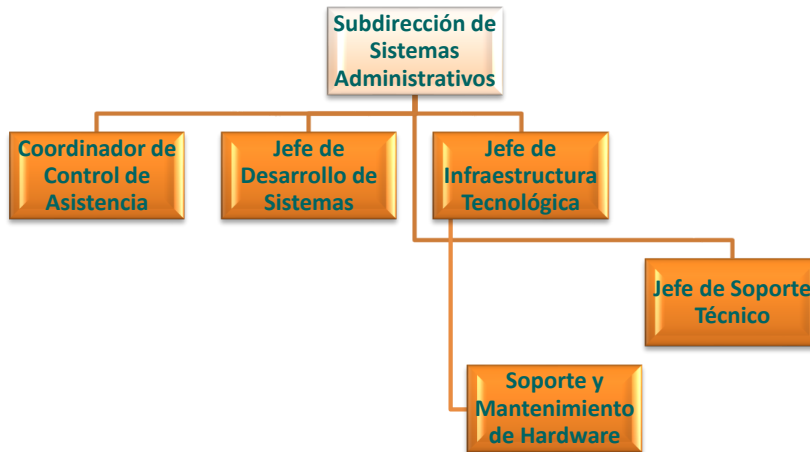 Subdirección de
Sistemas
Administrativos
Coordinador de
Control de
Asistencia
Jefe de
Desarrollo de
Sistemas
Jefe de
Infraestructura
Tecnológica
Jefe de Soporte
Técnico
Soporte y
Mantenimiento
de Hardware